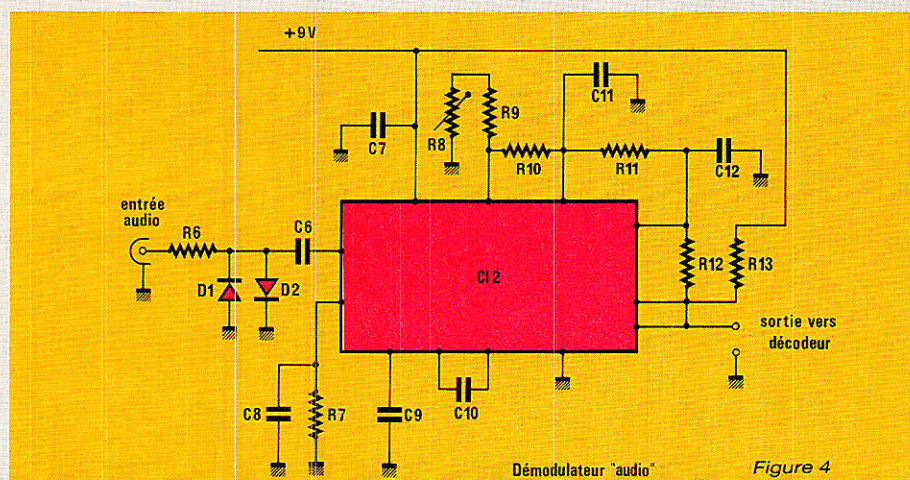 +9V
C11
R9
R8
C7
R10
R11
C12
entrée
audio
R6
C6
D1
D2
CI 2
R12
R13
sortie vers
décodeur
C8
R7
C9
C10
Démodulateur "audio"
Figure 4